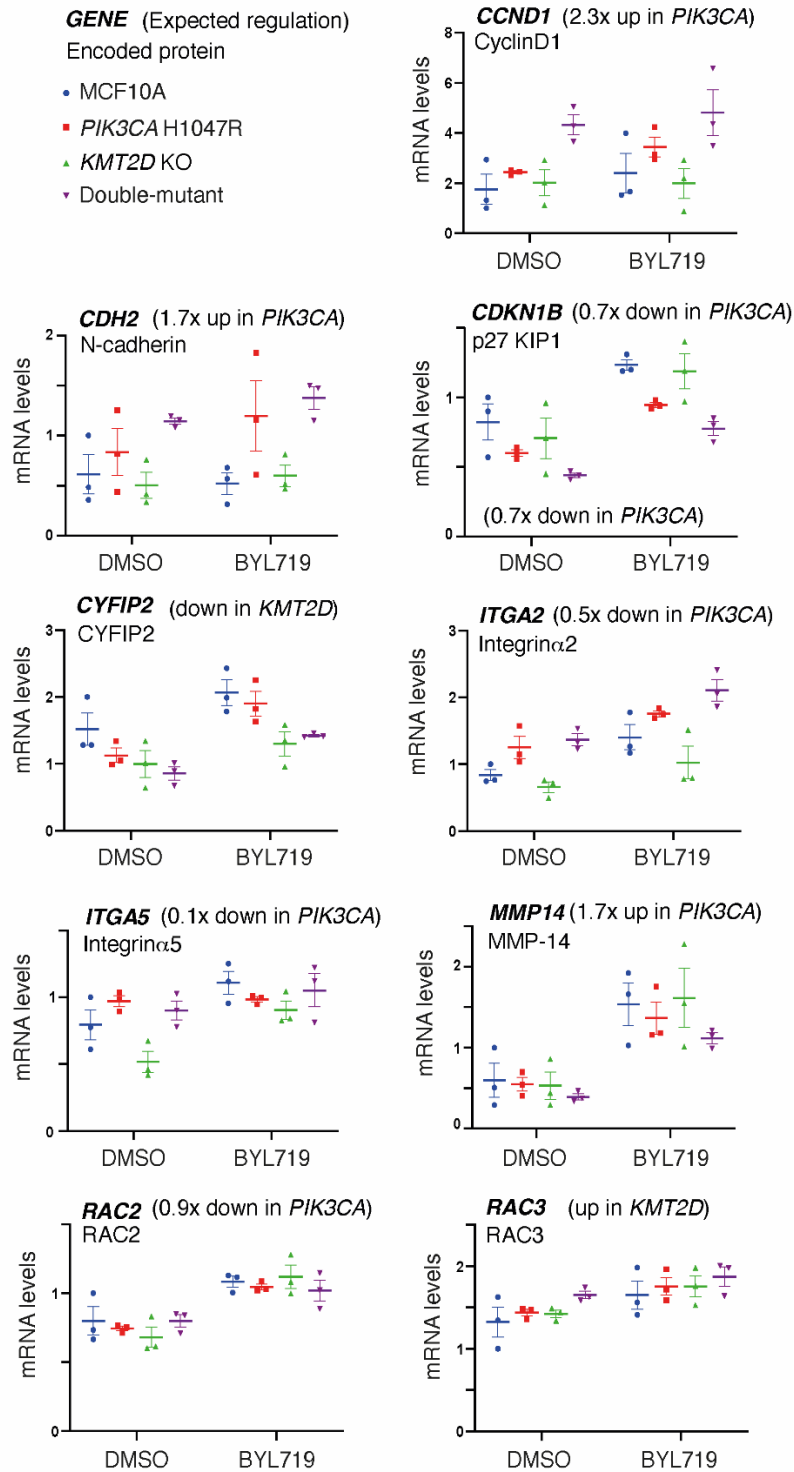 GENE (Expected regulation)
Encoded protein
MCF10A
PIK3CA H1047R
KMT2D KO
Double-mutant
CCND1 (2.3x up in PIK3CA)
CyclinD1
mRNA levels
8
6
4
2
0
DMSO BYL719
CDH2 (1.7x up in PIK3CA)
N-cadherin
mRNA levels
2
1
0
DMSO BYL719
CDKN1B (0.7x down in PIK3CA)
p27 KIP1
mRNA levels
1
0
(0.7x down in PIK3CA)
DMSO BYL719
CYFIP2 (down in KMT2D)
CYFIP2
mRNA levels
3
2
1
0
DMSO BYL719
ITGA2 (0.5x down in PIK3CA)
Integrinα2
mRNA levels
3
2
1
0
DMSO BYL719
ITGA5 (0.1x down in PIK3CA)
Integrinα5
mRNA levels
1
0
DMSO BYL719
MMP14 (1.7x up in PIK3CA)
MMP-14
mRNA levels
2
1
0
DMSO BYL719
RAC2 (0.9x down in PIK3CA)
RAC2
mRNA levels
1
0
DMSO BYL719
RAC3 (up in KMT2D)
RAC3
mRNA levels
2
1
0
DMSO BYL719